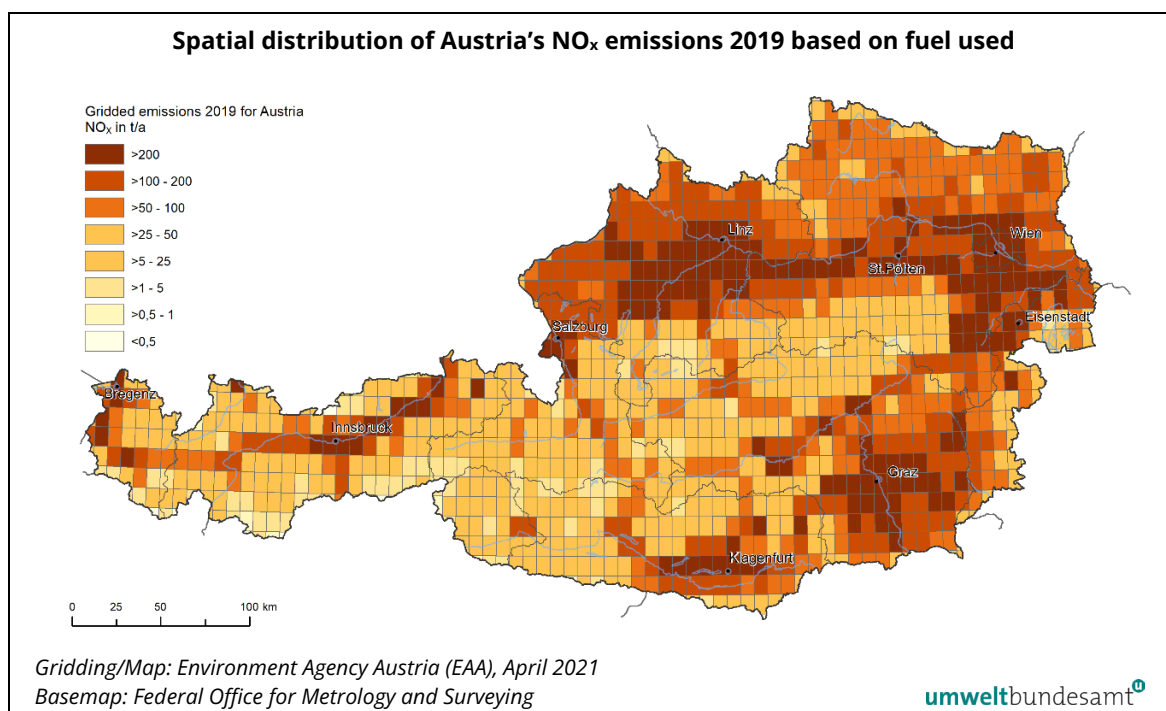 Spatial distribution of Austria's NOₓ emissions 2019 based on fuel used
Gridded emissions 2019 for Austria
NOX in t/a
>200
>100 - 200
>50 - 100
>25 - 50
>5 - 25
>1 - 5
>0,5 - 1
<0,5
Linz
Wien
St.Pölten
Eisenstadt
Salzburg
Bregenz
Innsbruck
Graz
Klagenfurt
0 25 50 100 km
Gridding/Map: Environment Agency Austria (EAA), April 2021
Basemap: Federal Office for Metrology and Surveying
umweltbundesamt